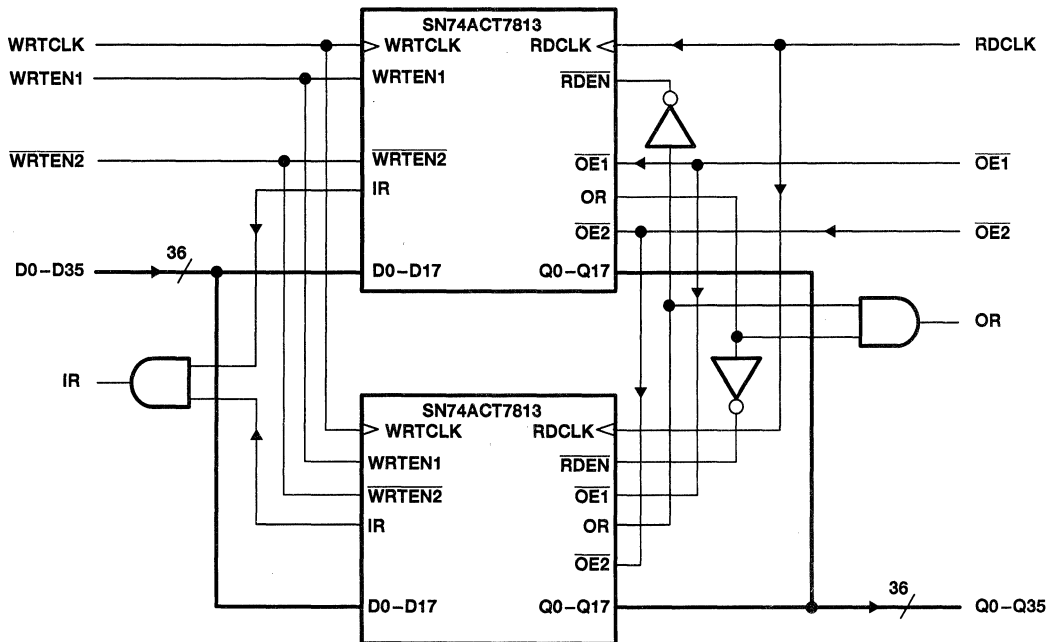 SN74ACT7813
WRTCLK
WRTCLK
RDCLK
RDCLK
WRTEN1
WRTEN1
RDEN
WRTEN2
WRTEN2
OE1
OE1
IR
OR
OE2
OE2
36
D0–D35
D0–D17
Q0–Q17
OR
IR
SN74ACT7813
WRTCLK
RDCLK
WRTEN1
RDEN
WRTEN2
OE1
IR
OR
OE2
36
D0–D17
Q0–Q17
Q0–Q35